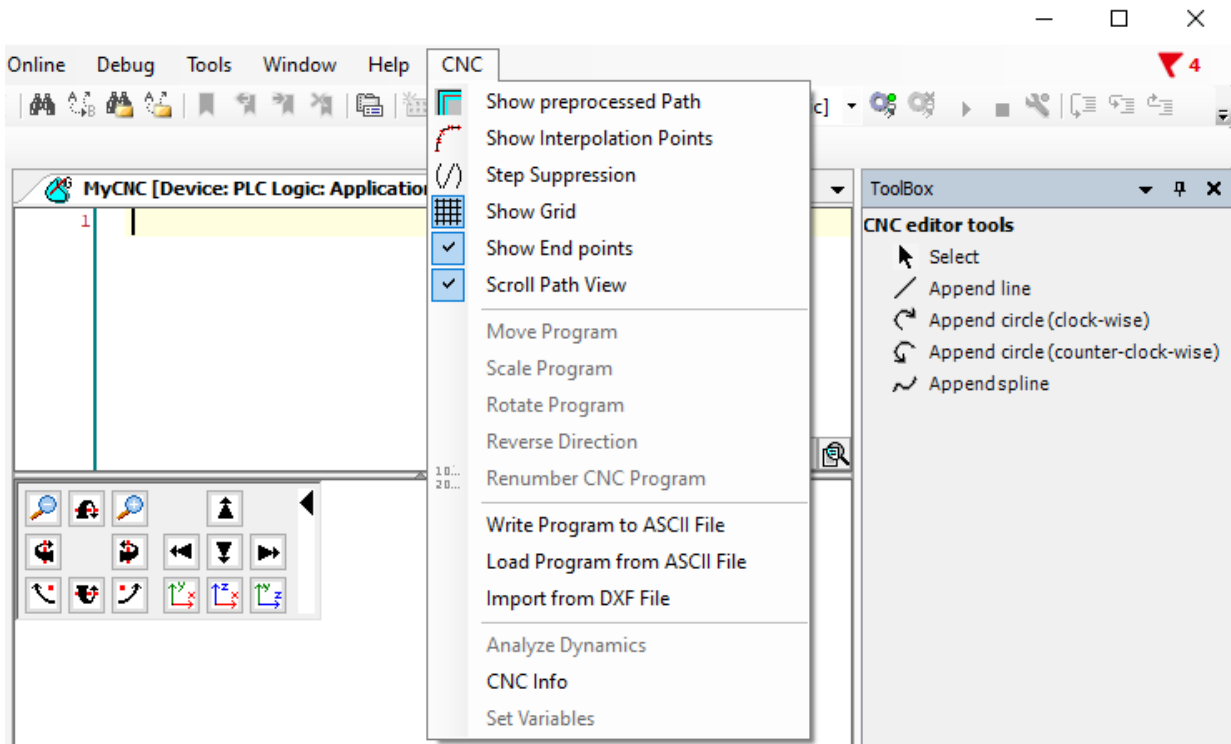 Online Debug Tools Window Help CNC
4
c]
MyCNC [Device: PLC Logic: Application
1
Show preprocessed Path
Show Interpolation Points
Step Suppression
Show Grid
Show End points
Scroll Path View
Move Program
Scale Program
Rotate Program
Reverse Direction
Renumber CNC Program
Write Program to ASCII File
Load Program from ASCII File
Import from DXF File
Analyze Dynamics
CNC Info
Set Variables
ToolBox
CNC editor tools
Select
Append line
Append circle (clock-wise)
Append circle (counter-clock-wise)
Append spline